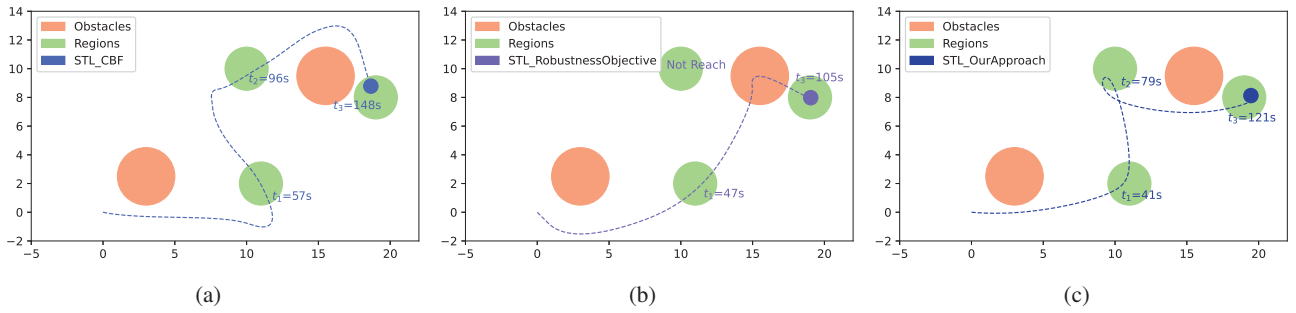 14
12
10
8
6
4
2
0
−2
−5
0
5
10
15
20
Obstacles
Regions
STL_CBF
t₂=96s
t₃=148s
t₁=57s
(a)
14
12
10
8
6
4
2
0
−2
−5
0
5
10
15
20
Obstacles
Regions
STL_RobustnessObjective
Not Reach
t₃=105s
t₁=47s
(b)
14
12
10
8
6
4
2
0
−2
−5
0
5
10
15
20
Obstacles
Regions
STL_OurApproach
t₂=79s
t₃=121s
t₁=41s
(c)